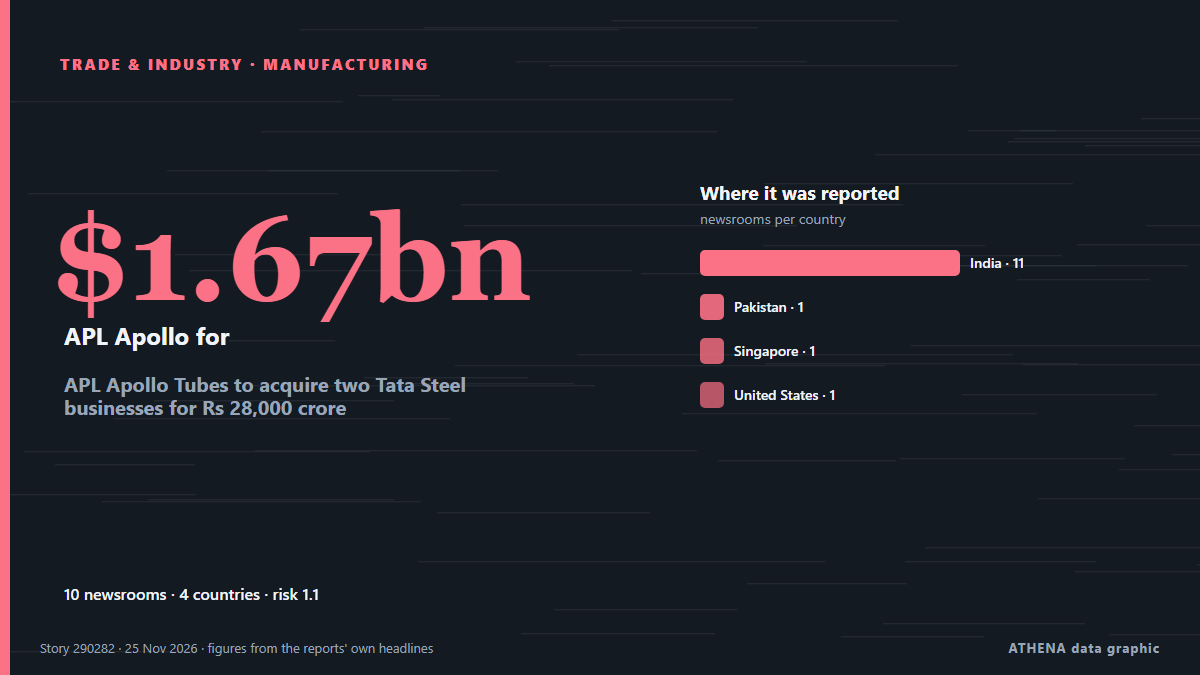 TRADE & INDUSTRY · MANUFACTURING
$1.67bn
APL Apollo for
APL Apollo Tubes to acquire two Tata Steel
businesses for Rs 28,000 crore
Where it was reported
newsrooms per country
India · 11
Pakistan · 1
Singapore · 1
United States · 1
10 newsrooms · 4 countries · risk 1.1
Story 290282 · 25 Nov 2026 · figures from the reports' own headlines
ATHENA data graphic